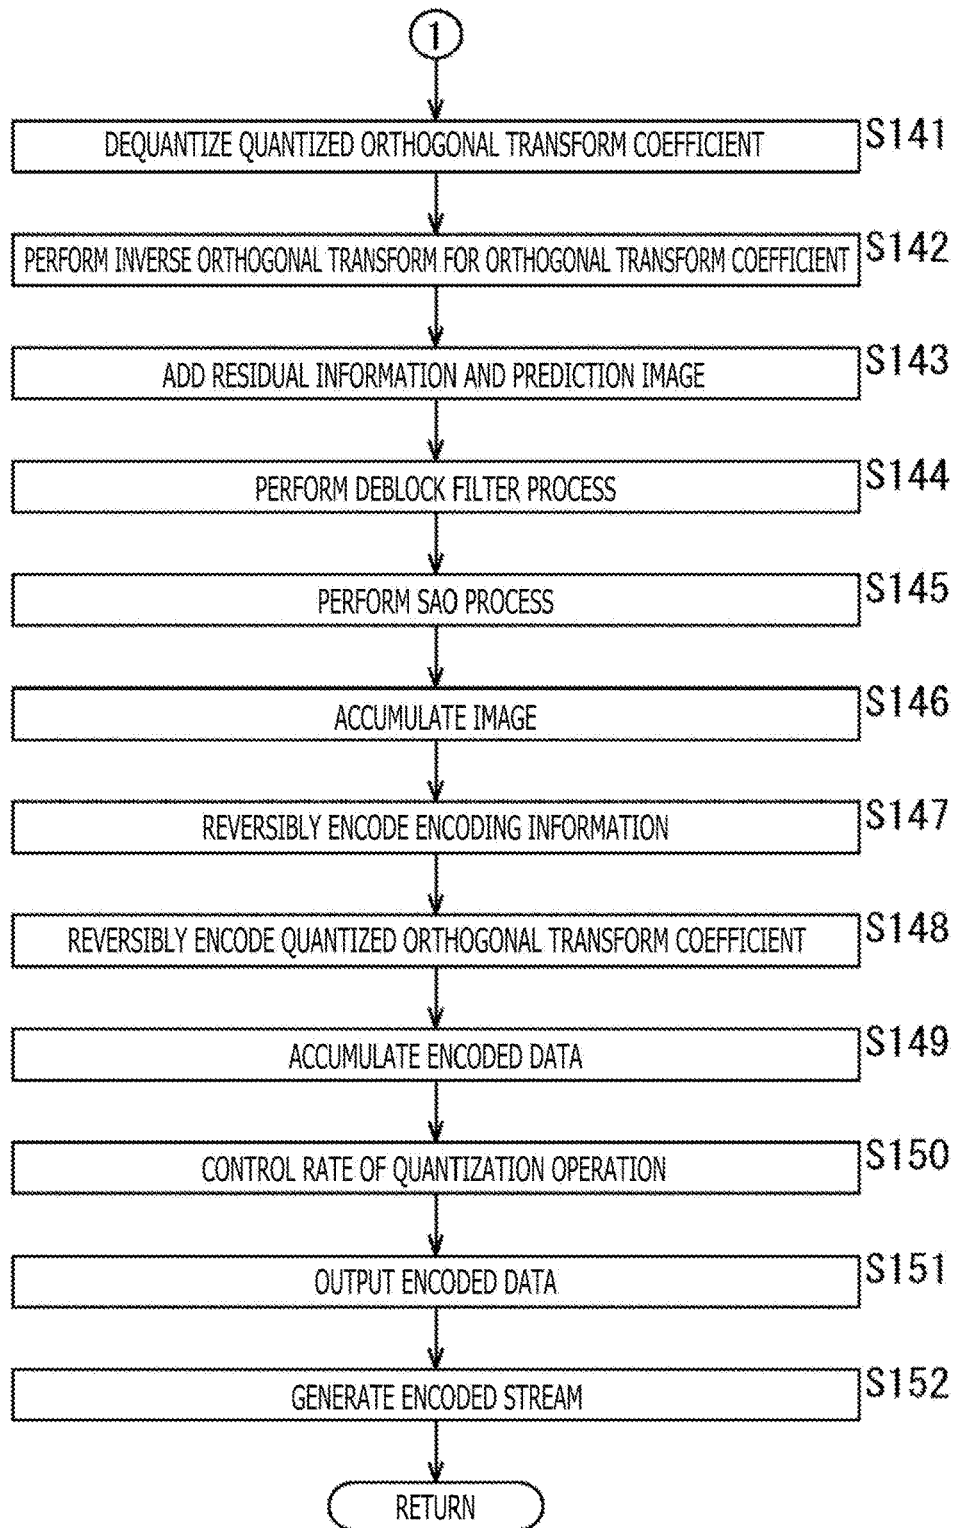 1
DEQUANTIZE QUANTIZED ORTHOGONAL TRANSFORM COEFFICIENT
S141
PERFORM INVERSE ORTHOGONAL TRANSFORM FOR ORTHOGONAL TRANSFORM COEFFICIENT
S142
ADD RESIDUAL INFORMATION AND PREDICTION IMAGE
S143
PERFORM DEBLOCK FILTER PROCESS
S144
PERFORM SAO PROCESS
S145
ACCUMULATE IMAGE
S146
REVERSIBLY ENCODE ENCODING INFORMATION
S147
REVERSIBLY ENCODE QUANTIZED ORTHOGONAL TRANSFORM COEFFICIENT
S148
ACCUMULATE ENCODED DATA
S149
CONTROL RATE OF QUANTIZATION OPERATION
S150
OUTPUT ENCODED DATA
S151
GENERATE ENCODED STREAM
S152
RETURN